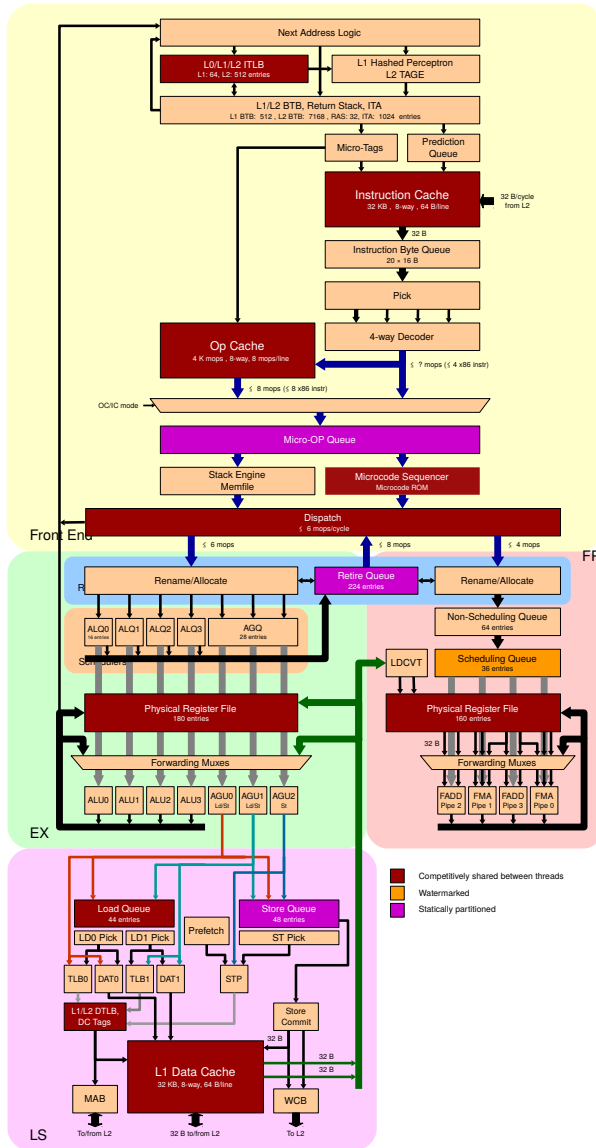 Next Address Logic
L0/L1/L2 ITLB
L1: 64, L2: 512 entries
L1 Hashed Perceptron
L2 TAGE
L1/L2 BTB, Return Stack, ITA
L1 BTB: 512 , L2 BTB: 7168 , RAS: 32, ITA: 1024 entries
Micro-Tags
Prediction
Queue
Instruction Cache
32 KB , 8-way , 64 B/line
32 B/cycle
from L2
32 B
Instruction Byte Queue
20 × 16 B
Pick
Op Cache
4 K mops , 8-way, 8 mops/line
4-way Decoder
≤ ? mops (≤ 4 x86 instr)
≤ 8 mops (≤ 8 x86 instr)
OC/IC mode
Micro-OP Queue
Stack Engine
Memfile
Microcode Sequencer
Microcode ROM
Dispatch
≤ 6 mops/cycle
Front End
≤ 6 mops
≤ 8 mops
≤ 4 mops
FP
R
Rename/Allocate
Retire Queue
224 entries
Rename/Allocate
ALQ0
16 entries
ALQ1
ALQ2
ALQ3
AGQ
28 entries
Schedulers
Non-Scheduling Queue
64 entries
LDCVT
Scheduling Queue
36 entries
Physical Register File
180 entries
Physical Register File
160 entries
32 B
Forwarding Muxes
Forwarding Muxes
ALU0
ALU1
ALU2
ALU3
AGU0
Ld/St
AGU1
Ld/St
AGU2
St
FADD
Pipe 2
FMA
Pipe 1
FADD
Pipe 3
FMA
Pipe 0
EX
Competitively shared between threads
Watermarked
Statically partitioned
Load Queue
44 entries
Store Queue
48 entries
LD0 Pick
LD1 Pick
Prefetch
ST Pick
TLB0
DAT0
TLB1
DAT1
STP
L1/L2 DTLB,
DC Tags
Store
Commit
32 B
L1 Data Cache
32 KB, 8-way, 64 B/line
32 B
32 B
MAB
WCB
LS
To/from L2
32 B to/from L2
To L2